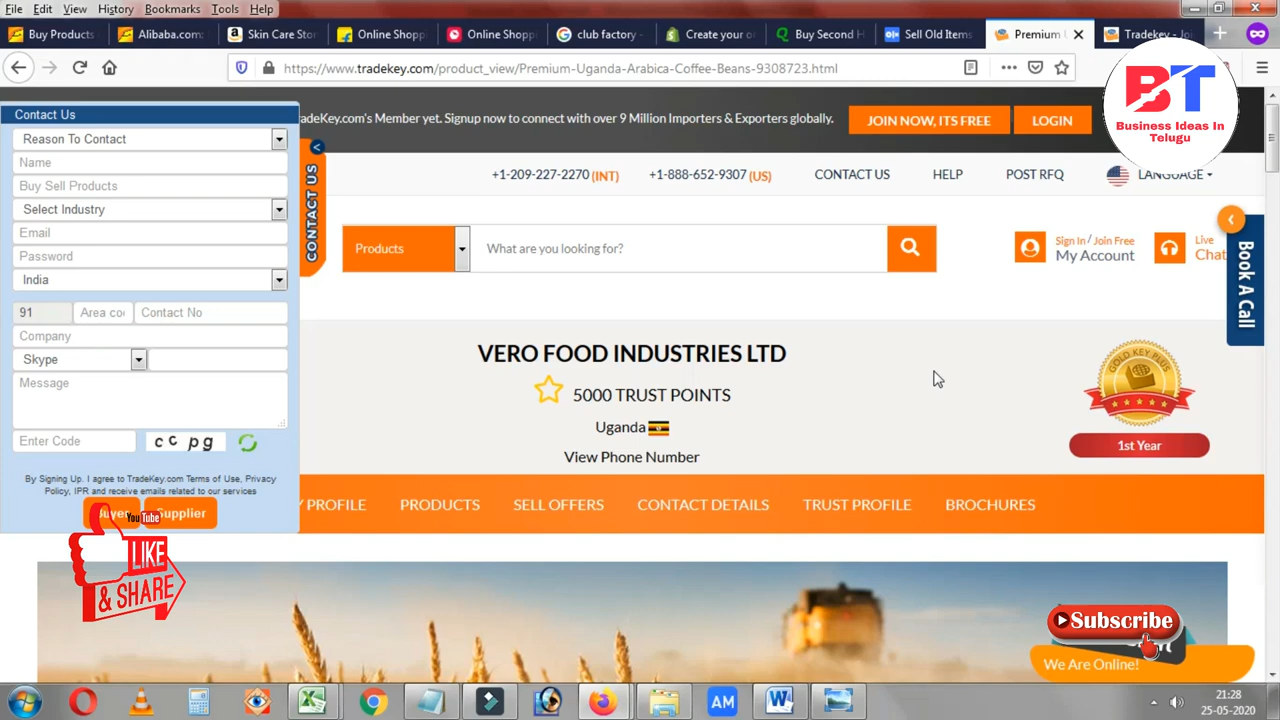 File Edit View History Bookmarks Tools Help
Buy Products
Alibaba.com:
Skin Care Sto
Online Shopp
Online Shopp
club factory -
Create your o
Buy Second H
Sell Old Items
Premium U
Tradekey - Joi
https://www.tradekey.com/product_view/Premium-Uganda-Arabica-Coffee-Beans-9308723.html
BT
Business Ideas In
Telugu
adeKey.com's Member yet. Signup now to connect with over 9 Million Importers & Exporters globally.
JOIN NOW, ITS FREE
LOGIN
+1-209-227-2270 (INT)
+1-888-652-9307 (US)
CONTACT US
HELP
POST RFQ
LANGUAGE
Contact Us
Reason To Contact
Name
Buy Sell Products
Select Industry
Email
Password
India
91
Area co
Contact No
Company
Skype
Message
Enter Code
c c p g
By Signing Up. I agree to TradeKey.com Terms of Use, Privacy
Policy, IPR and receive emails related to our services
Buyer
Supplier
<
CONTACT US
Products
What are you looking for?
Sign In / Join Free
My Account
Live
Chat
Book A Call
VERO FOOD INDUSTRIES LTD
5000 TRUST POINTS
Uganda
View Phone Number
GOLD KEY PLUS
1st Year
Y PROFILE
PRODUCTS
SELL OFFERS
CONTACT DETAILS
TRUST PROFILE
BROCHURES
YouTube
LIKE
& SHARE
Subscribe
We Are Online!
AM
21:28
25-05-2020